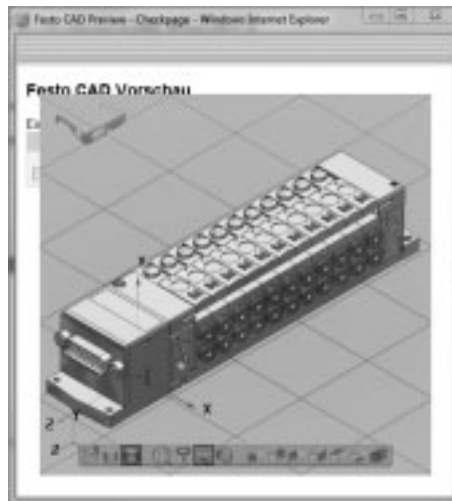 Festo CAD Preview - Checkpage - Windows Internet Explorer
Festo CAD Vorschau
X
Y
Z
Z